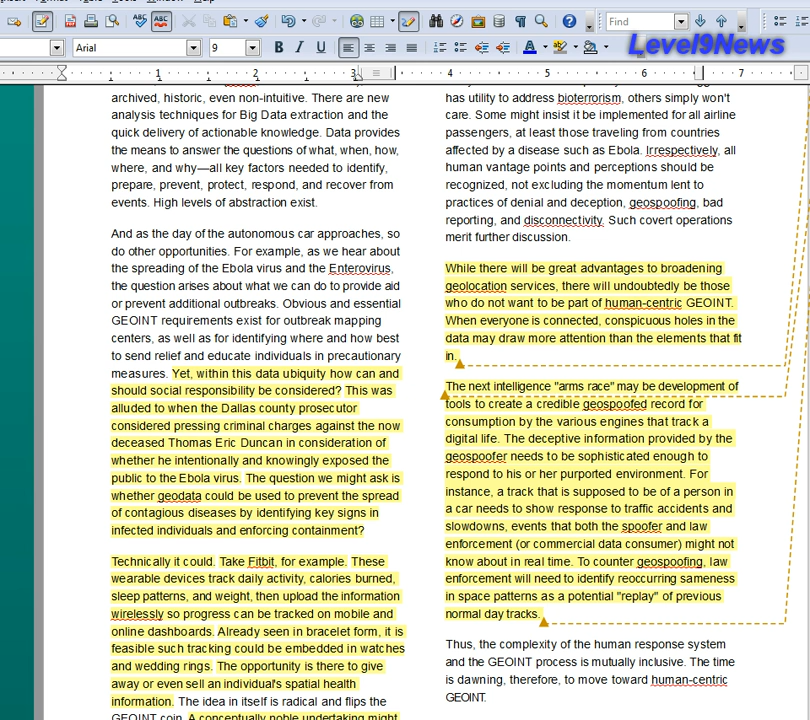 Arial
9
B I U
Find
Level9News
1
2
3
4
5
6
7
archived, historic, even non-intuitive. There are new
analysis techniques for Big Data extraction and the
quick delivery of actionable knowledge. Data provides
the means to answer the questions of what, when, how,
where, and why—all key factors needed to identify,
prepare, prevent, protect, respond, and recover from
events. High levels of abstraction exist.
And as the day of the autonomous car approaches, so
do other opportunities. For example, as we hear about
the spreading of the Ebola virus and the Enterovirus,
the question arises about what we can do to provide aid
or prevent additional outbreaks. Obvious and essential
GEOINT requirements exist for outbreak mapping
centers, as well as for identifying where and how best
to send relief and educate individuals in precautionary
measures. Yet, within this data ubiquity how can and
should social responsibility be considered? This was
alluded to when the Dallas county prosecutor
considered pressing criminal charges against the now
deceased Thomas Eric Duncan in consideration of
whether he intentionally and knowingly exposed the
public to the Ebola virus. The question we might ask is
whether geodata could be used to prevent the spread
of contagious diseases by identifying key signs in
infected individuals and enforcing containment?
Technically it could. Take Fitbit, for example. These
wearable devices track daily activity, calories burned,
sleep patterns, and weight, then upload the information
wirelessly so progress can be tracked on mobile and
online dashboards. Already seen in bracelet form, it is
feasible such tracking could be embedded in watches
and wedding rings. The opportunity is there to give
away or even sell an individual's spatial health
information. The idea in itself is radical and flips the
GEOINT coin. A conceptually noble undertaking might
has utility to address bioterrorism, others simply won't
care. Some might insist it be implemented for all airline
passengers, at least those traveling from countries
affected by a disease such as Ebola. Irrespectively, all
human vantage points and perceptions should be
recognized, not excluding the momentum lent to
practices of denial and deception, geospoofing, bad
reporting, and disconnectivity. Such covert operations
merit further discussion.
While there will be great advantages to broadening
geolocation services, there will undoubtedly be those
who do not want to be part of human-centric GEOINT.
When everyone is connected, conspicuous holes in the
data may draw more attention than the elements that fit
in.
The next intelligence "arms race" may be development of
tools to create a credible geospoofed record for
consumption by the various engines that track a
digital life. The deceptive information provided by the
geospoofer needs to be sophisticated enough to
respond to his or her purported environment. For
instance, a track that is supposed to be of a person in
a car needs to show response to traffic accidents and
slowdowns, events that both the spoofer and law
enforcement (or commercial data consumer) might not
know about in real time. To counter geospoofing, law
enforcement will need to identify reoccurring sameness
in space patterns as a potential "replay" of previous
normal day tracks.
Thus, the complexity of the human response system
and the GEOINT process is mutually inclusive. The time
is dawning, therefore, to move toward human-centric
GEOINT.